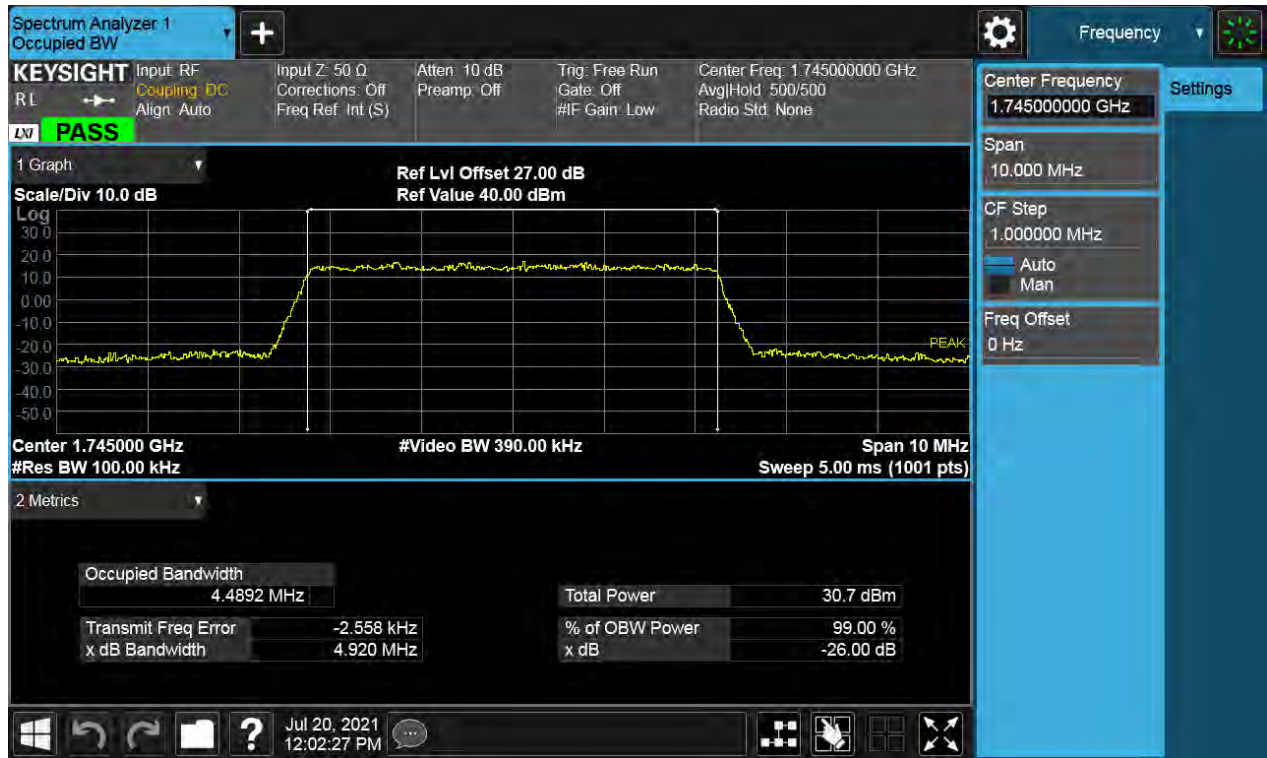 Spectrum Analyzer 1
Occupied BW
+
Frequency
KEYSIGHT
RL
LXI
PASS
Input: RF
Coupling: DC
Align: Auto
Input Z: 50 Ω
Corrections: Off
Freq Ref: Int (S)
Atten: 10 dB
Preamp: Off
Trig: Free Run
Gate: Off
#IF Gain: Low
Center Freq: 1.745000000 GHz
Avg|Hold: 500/500
Radio Std: None
Center Frequency
1.745000000 GHz
Settings
Span
10.000 MHz
CF Step
1.000000 MHz
Auto
Man
Freq Offset
0 Hz
1 Graph
Ref Lvl Offset 27.00 dB
Scale/Div 10.0 dB
Ref Value 40.00 dBm
Log
30.0
20.0
10.0
0.00
-10.0
-20.0
-30.0
-40.0
-50.0
PEAK
Center 1.745000 GHz
#Video BW 390.00 kHz
Span 10 MHz
#Res BW 100.00 kHz
Sweep 5.00 ms (1001 pts)
2 Metrics
Occupied Bandwidth
4.4892 MHz
Total Power 30.7 dBm
Transmit Freq Error -2.558 kHz
% of OBW Power 99.00 %
x dB Bandwidth 4.920 MHz
x dB -26.00 dB
?
Jul 20, 2021
12:02:27 PM